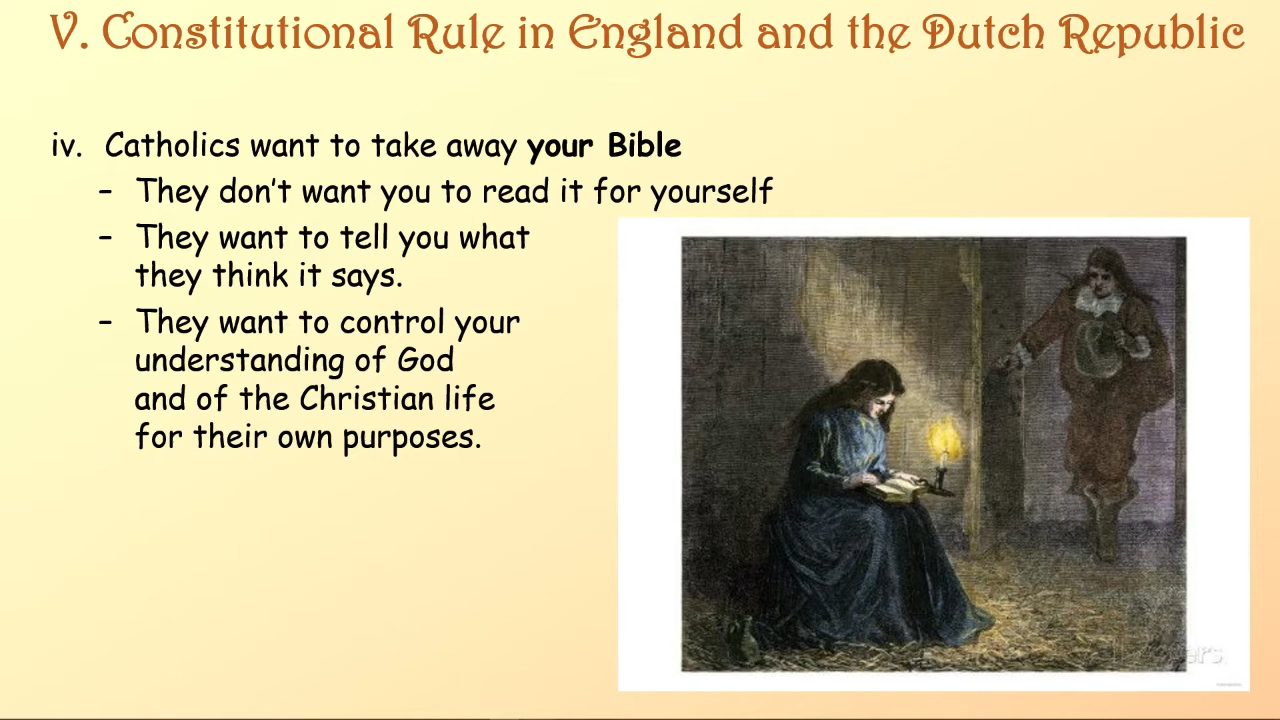 V. Constitutional Rule in England and the Dutch Republic
iv. Catholics want to take away your Bible
– They don't want you to read it for yourself
– They want to tell you what
they think it says.
– They want to control your
understanding of God
and of the Christian life
for their own purposes.